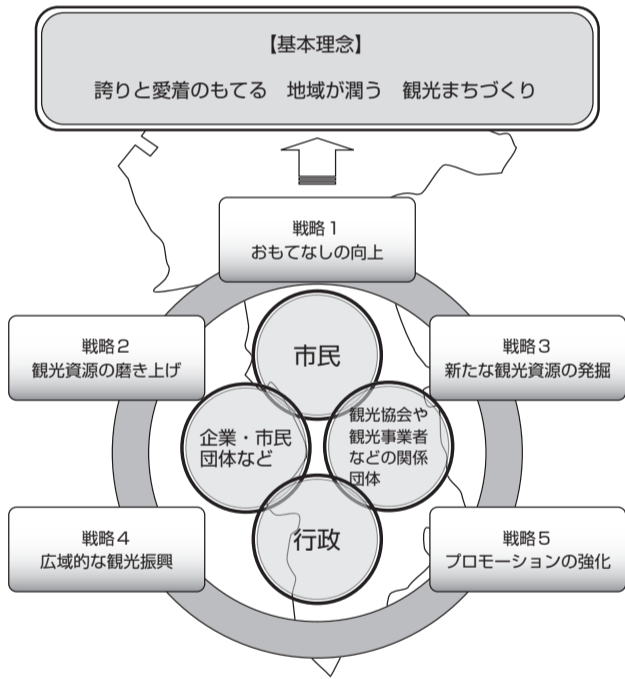 【基本理念】
誇りと愛着のもてる　地域が潤う　観光まちづくり
戦略1
おもてなしの向上
戦略2
観光資源の磨き上げ
戦略3
新たな観光資源の発掘
市民
企業・市民
団体など
観光協会や
観光事業者
などの関係
団体
行政
戦略4
広域的な観光振興
戦略5
プロモーションの強化